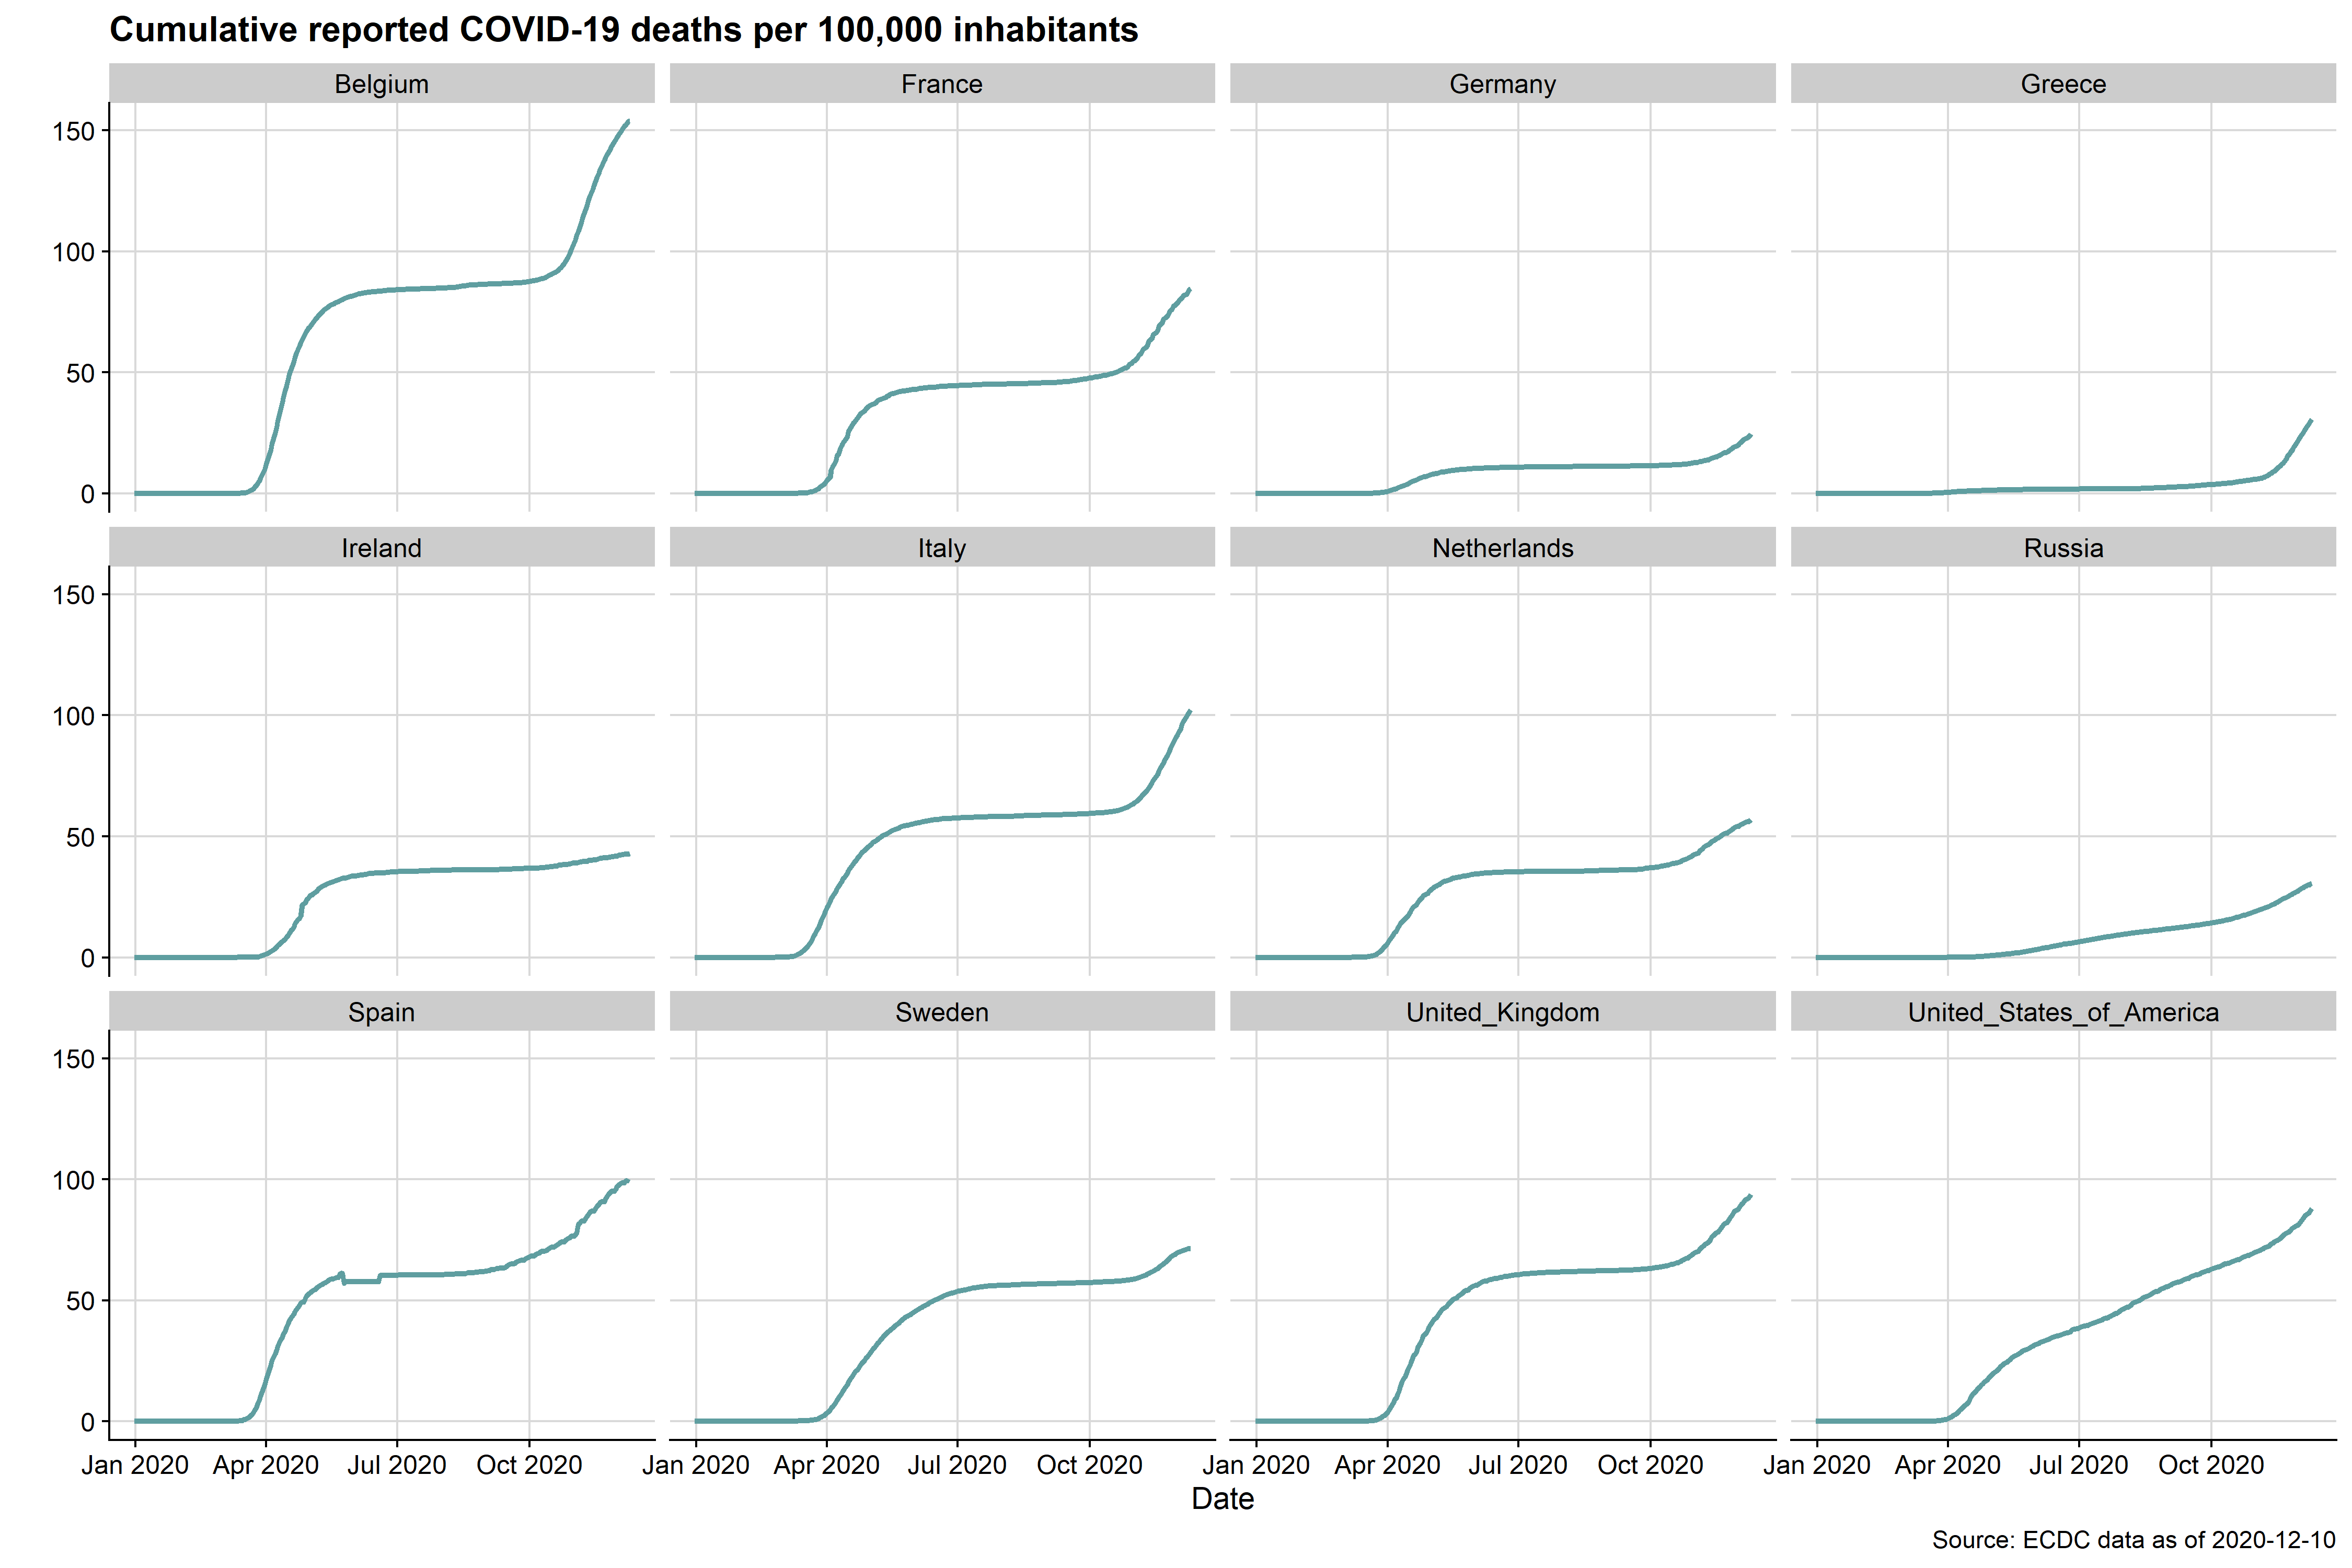 Cumulative reported COVID-19 deaths per 100,000 inhabitants
Belgium France Germany Greece
150
100
50
0
Ireland Italy Netherlands Russia
150
100
50
0
Spain Sweden United_Kingdom United_States_of_America
150
100
50
0
Jan 2020 Apr 2020 Jul 2020 Oct 2020 Jan 2020 Apr 2020 Jul 2020 Oct 2020 Jan 2020 Apr 2020 Jul 2020 Oct 2020 Jan 2020 Apr 2020 Jul 2020 Oct 2020
Date
Source: ECDC data as of 2020-12-10